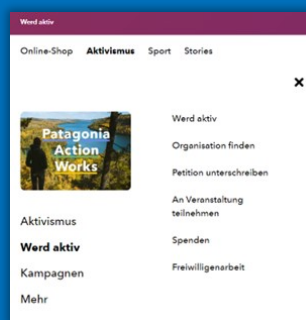 Werd aktiv
Online-Shop Aktivismus Sport Stories
Patagonia
Action
Works
Aktivismus
Werd aktiv
Kampagnen
Mehr
Werd aktiv
Organisation finden
Petition unterschreiben
An Veranstaltung
teilnehmen
Spenden
Freiwilligenarbeit